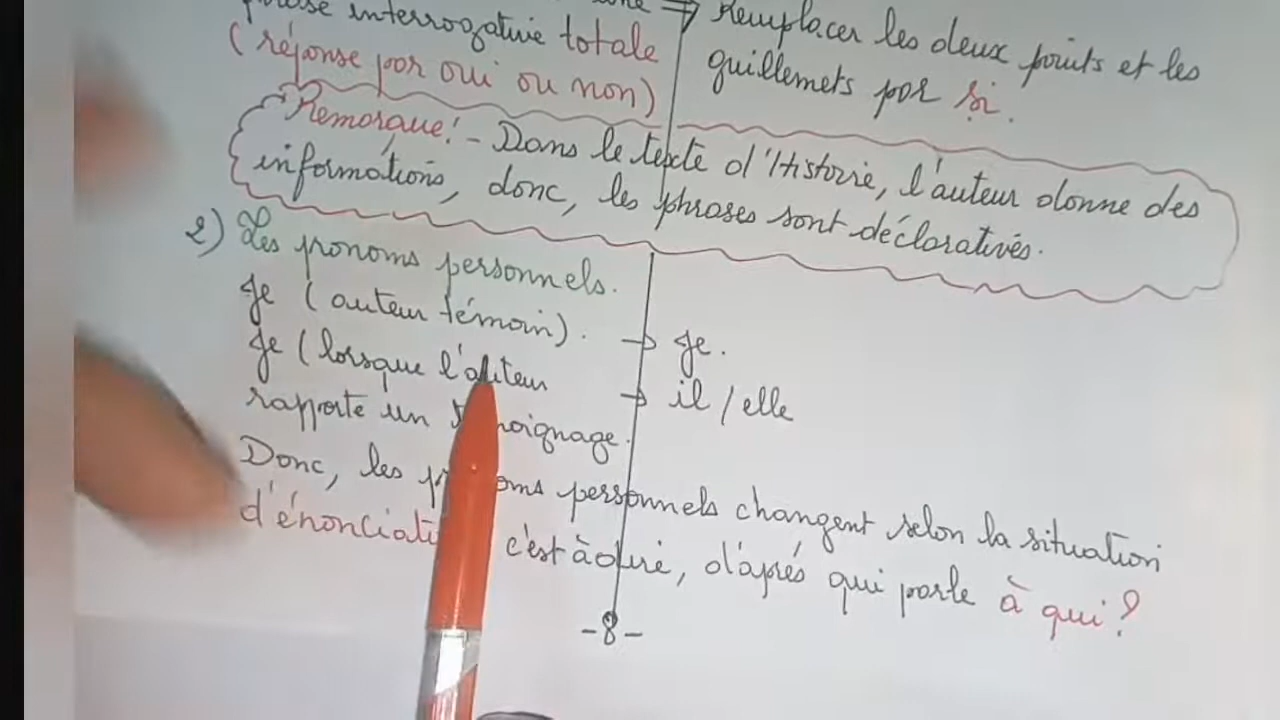 phrase interrogative totale
(réponse par oui ou non)
⇒ Remplacer les deux points et les
guillemets par si.
Remarque! - Dans le texte d'Histoire, l'auteur donne des
informations, donc, les phrases sont déclaratives.
2) Les pronoms personnels.
Je (auteur témoin). → Je.
Je (lorsque l'auteur → il / elle
rapporte un témoignage.
Donc, les pronoms personnels changent selon la situation
d'énonciation c'est à dire, d'après qui parle à qui?
-8-